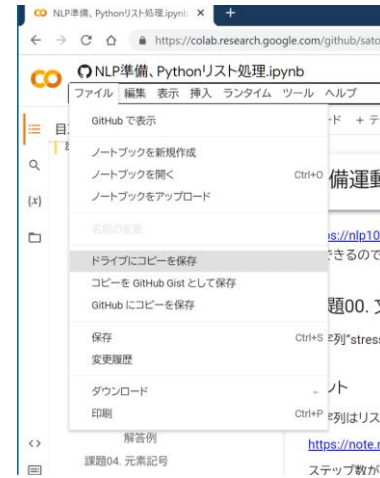 NLP準備、Pythonリスト処理.ipynb × +
https://colab.research.google.com/github/sato
CO NLP準備、Pythonリスト処理.ipynb
ファイル 編集 表示 挿入 ランタイム ツール ヘルプ
GitHub で表示
ノートブックを新規作成
ノートブックを開く Ctrl+O
ノートブックをアップロード
名前の変更
ドライブにコピーを保存
コピーを GitHub Gist として保存
GitHub にコピーを保存
保存 Ctrl+S
変更履歴
ダウンロード
印刷 Ctrl+P
解答例
課題04. 元素記号
{x}
ド + テ
備運動
s://nlp10
できるので
題00. 文
字列"stres
ント
字列はリス
https://note.n
ステップ数が